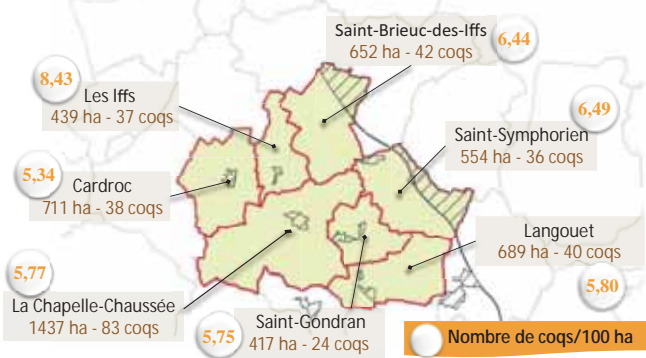 Saint-Brieuc-des-Iffs
652 ha - 42 coqs
6,44
8,43
Les Iffs
439 ha - 37 coqs
6,49
Saint-Symphorien
554 ha - 36 coqs
5,34
Cardroc
711 ha - 38 coqs
Langouet
689 ha - 40 coqs
5,80
5,77
La Chapelle-Chaussée
1437 ha - 83 coqs
5,75
Saint-Gondran
417 ha - 24 coqs
Nombre de coqs/100 ha